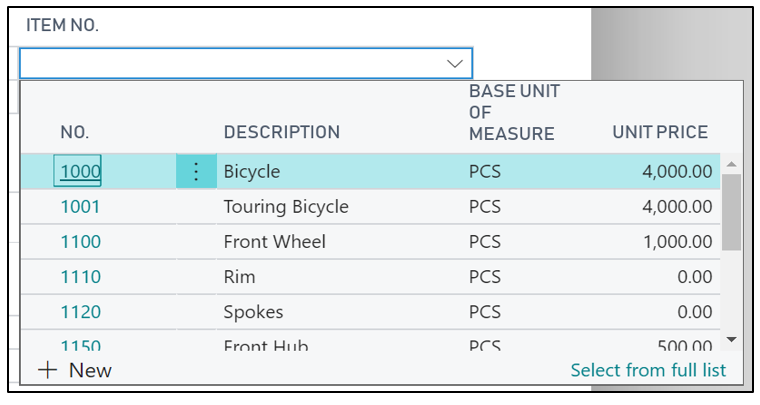 ITEM NO.
BASE UNIT
OF
NO. DESCRIPTION MEASURE UNIT PRICE
1000 Bicycle PCS 4,000.00
1001 Touring Bicycle PCS 4,000.00
1100 Front Wheel PCS 1,000.00
1110 Rim PCS 0.00
1120 Spokes PCS 0.00
1150 Front Hub PCS 500.00
+ New Select from full list